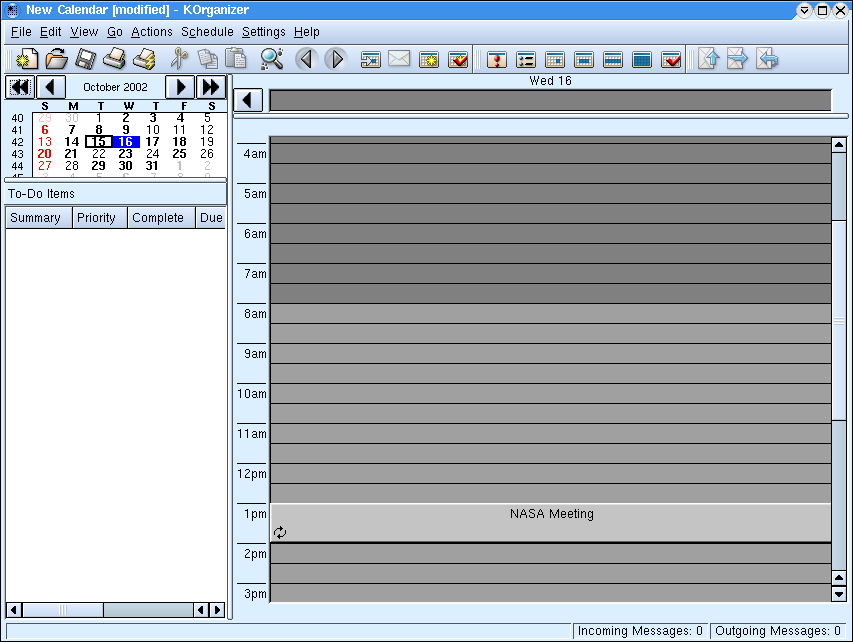 New Calendar [modified] - KOrganizer
File Edit View Go Actions Schedule Settings Help
October 2002
S M T W T F S
40 29 30 1 2 3 4 5
41 6 7 8 9 10 11 12
42 13 14 15 16 17 18 19
43 20 21 22 23 24 25 26
44 27 28 29 30 31 1 2
To-Do Items
Summary Priority Complete Due
Wed 16
4am
5am
6am
7am
8am
9am
10am
11am
12pm
1pm NASA Meeting
2pm
3pm
Incoming Messages: 0 Outgoing Messages: 0